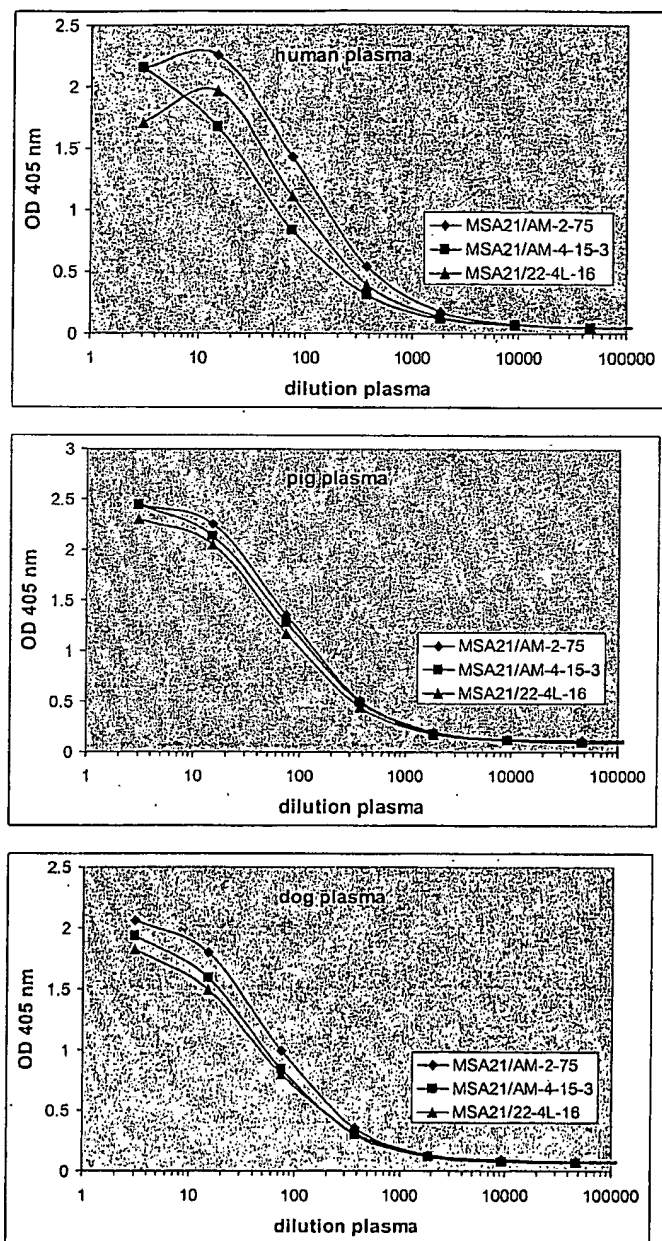 human plasma
OD 405 nm
2.5
2
1.5
1
0.5
0
MSA21/AM-2-75
MSA21/AM-4-15-3
MSA21/22-4L-16
1 10 100 1000 10000 100000
dilution plasma
pig plasma
OD 405 nm
3
2.5
2
1.5
1
0.5
0
MSA21/AM-2-75
MSA21/AM-4-15-3
MSA21/22-4L-16
1 10 100 1000 10000 100000
dilution plasma
dog plasma
OD 405 nm
2.5
2
1.5
1
0.5
0
MSA21/AM-2-75
MSA21/AM-4-15-3
MSA21/22-4L-16
1 10 100 1000 10000 100000
dilution plasma